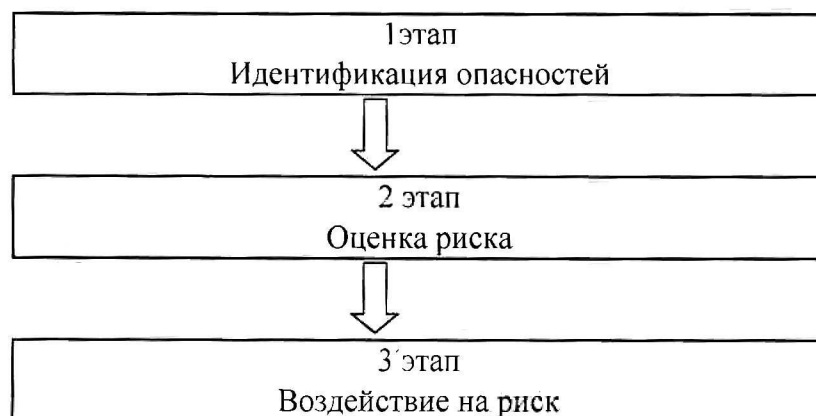 1этап
Идентификация опасностей
2 этап
Оценка риска
3 этап
Воздействие на риск